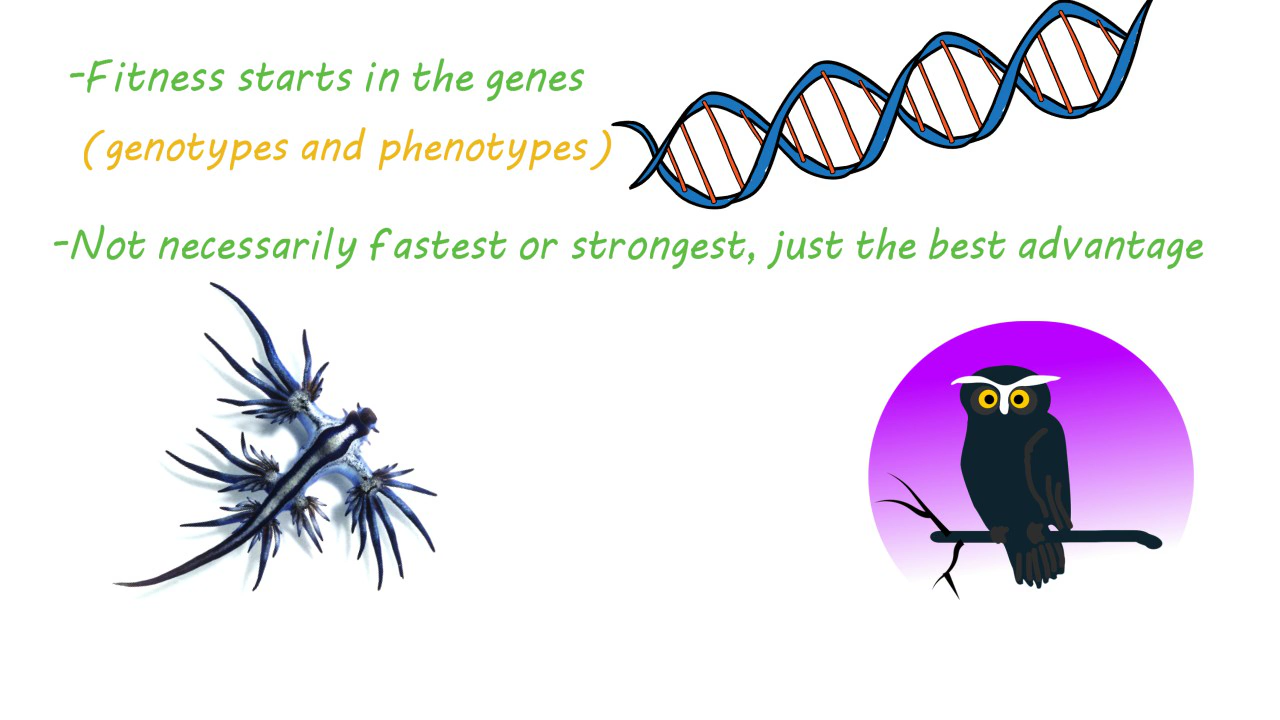 -Fitness starts in the genes
(genotypes and phenotypes)
-Not necessarily fastest or strongest, just the best advantage